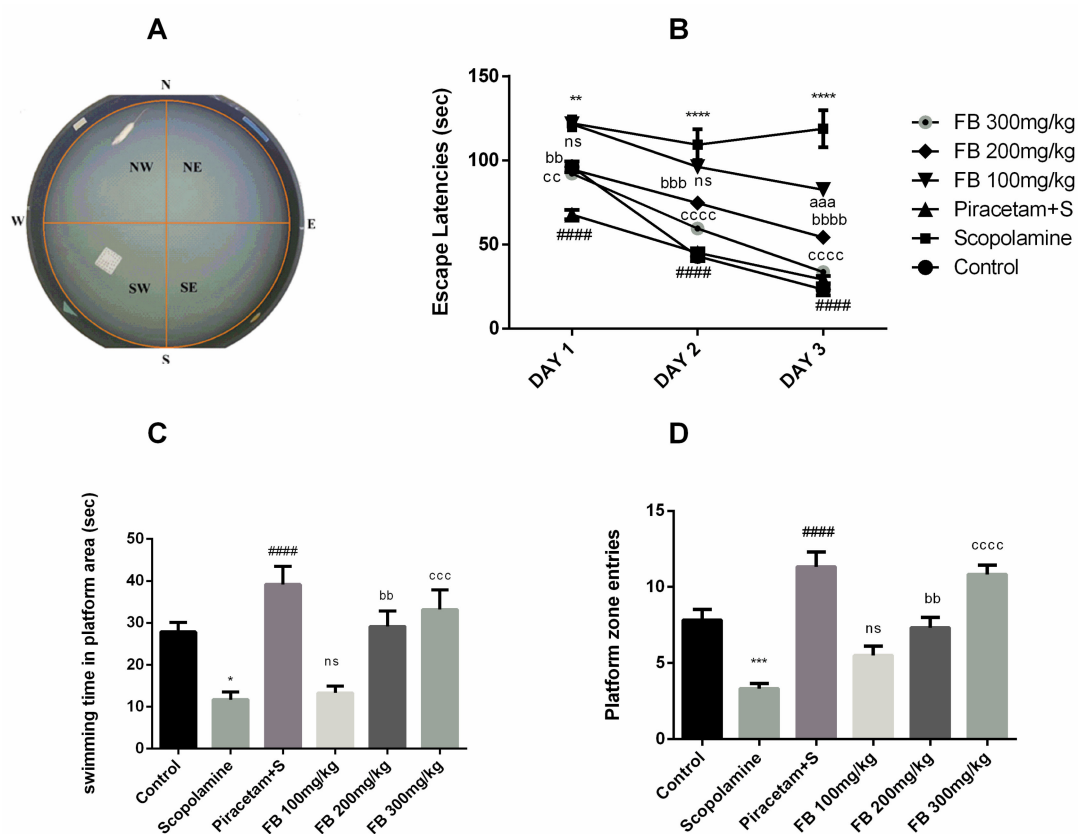 A
N
NW NE
W E
SW SE
S
B
Escape Latencies (sec)
150
100
50
0
** **** ****
ns
bb
cc
bbb ns
cccc
aaa
bbbb
cccc
####
####
####
DAY 1 DAY 2 DAY 3
FB 300mg/kg
FB 200mg/kg
FB 100mg/kg
Piracetam+S
Scopolamine
Control
C
swimming time in platform area (sec)
50
40
30
20
10
0
* #### ns bb ccc
Control Scopolamine Piracetam+S FB 100mg/kg FB 200mg/kg FB 300mg/kg
D
Platform zone entries
15
10
5
0
*** #### ns bb cccc
Control Scopolamine Piracetam+S FB 100mg/kg FB 200mg/kg FB 300mg/kg